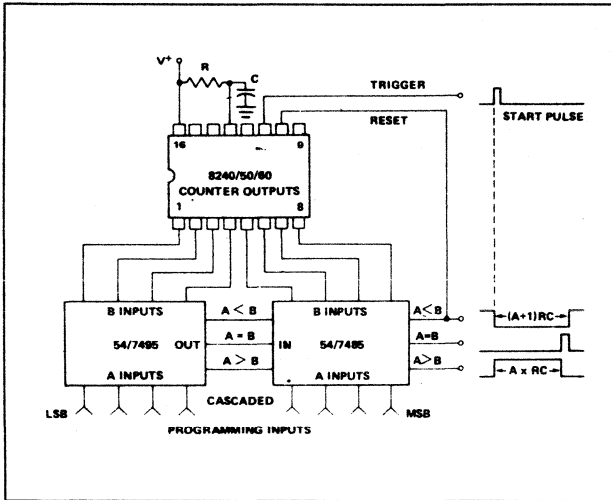 V+
R
C
TRIGGER
RESET
START PULSE
16
9
8240/50/60
COUNTER OUTPUTS
1
8
B INPUTS
A < B
B INPUTS
A < B
(A+1)RC
54/7495
OUT
A = B
IN
54/7485
A=B
A INPUTS
A > B
A INPUTS
A>B
A x RC
LSB
CASCADED
MSB
PROGRAMMING INPUTS